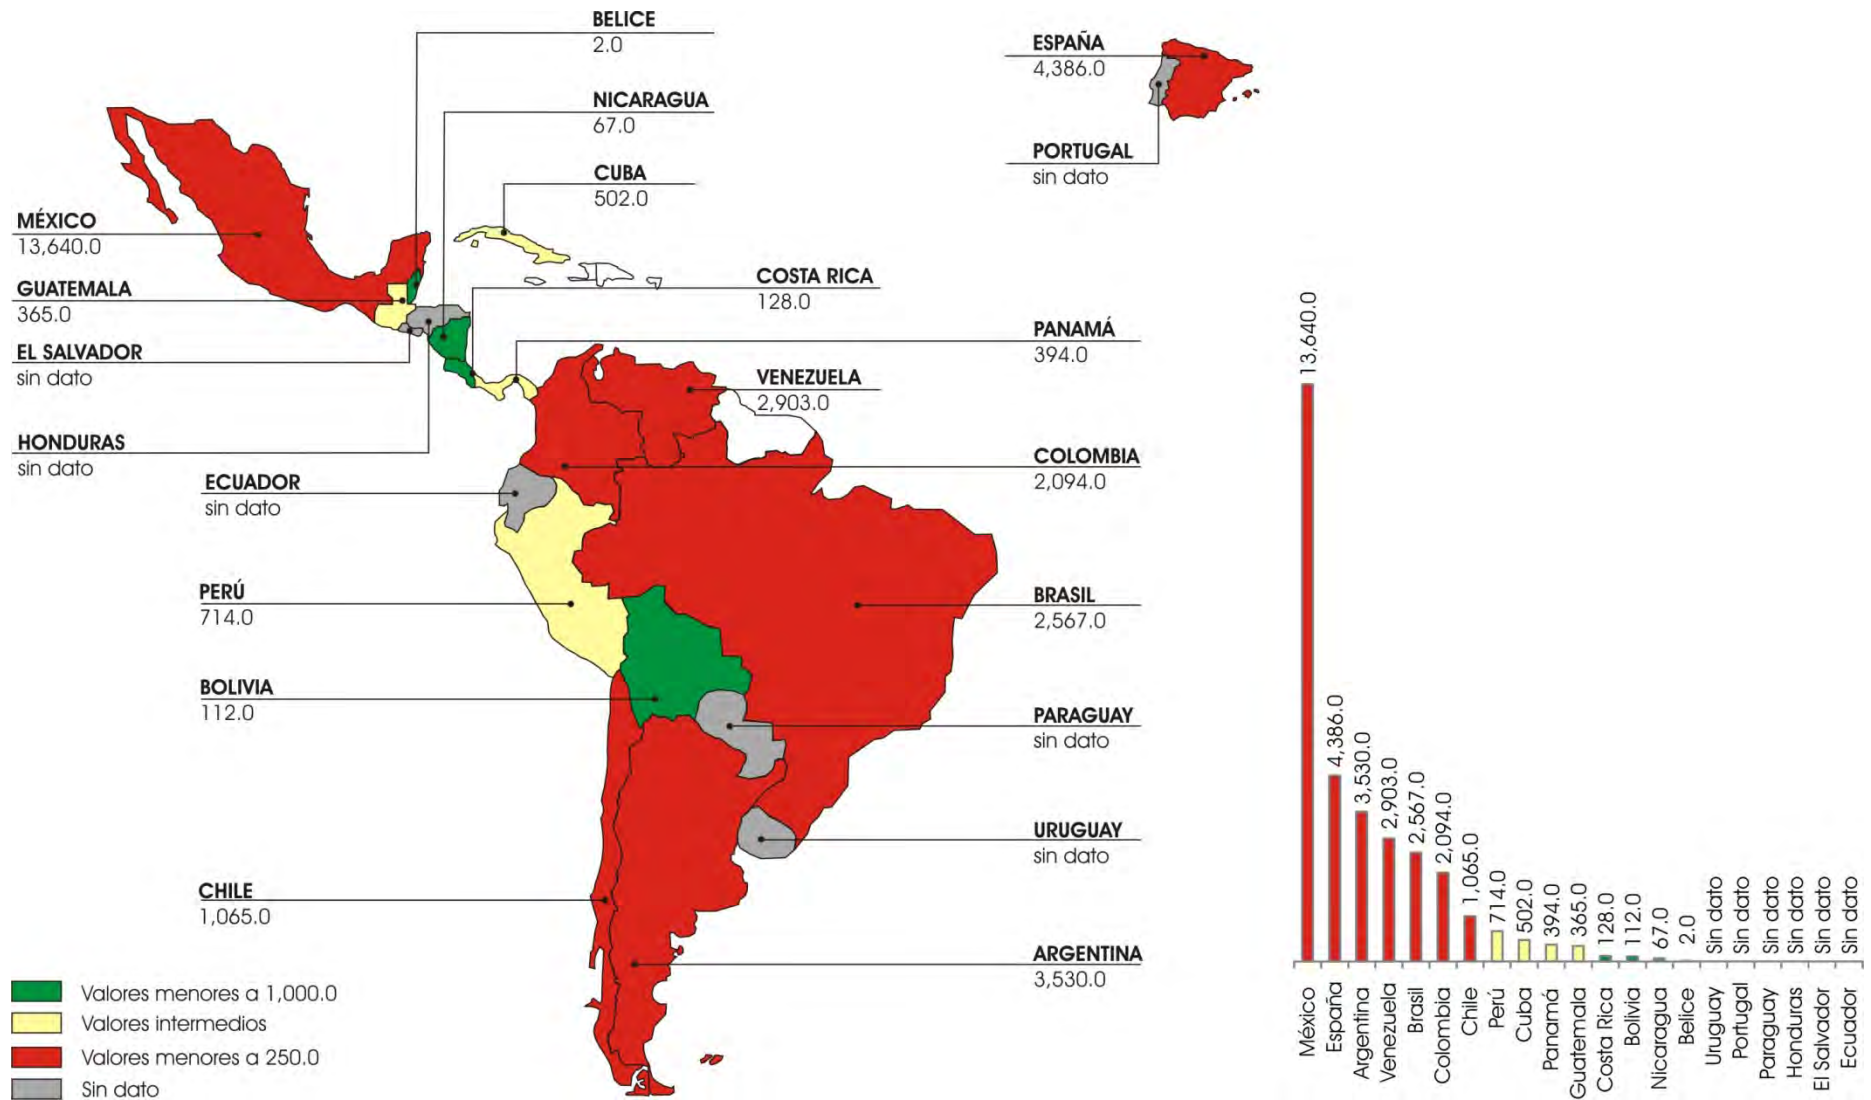 BELICE
2.0
NICARAGUA
67.0
CUBA
502.0
MÉXICO
13,640.0
GUATEMALA
365.0
EL SALVADOR
sin dato
HONDURAS
sin dato
COSTA RICA
128.0
PANAMÁ
394.0
VENEZUELA
2,903.0
COLOMBIA
2,094.0
ECUADOR
sin dato
PERÚ
714.0
BRASIL
2,567.0
BOLIVIA
112.0
PARAGUAY
sin dato
URUGUAY
sin dato
CHILE
1,065.0
ARGENTINA
3,530.0
ESPAÑA
4,386.0
PORTUGAL
sin dato
Valores menores a 1,000.0
Valores intermedios
Valores menores a 250.0
Sin dato
13,640.0
4,386.0
3,530.0
2,903.0
2,567.0
2,094.0
1,065.0
714.0
502.0
394.0
365.0
128.0
112.0
67.0
2.0
Sin dato
Sin dato
Sin dato
Sin dato
Sin dato
Sin dato
México
España
Argentina
Venezuela
Brasil
Colombia
Chile
Perú
Cuba
Panamá
Guatemala
Costa Rica
Bolivia
Nicaragua
Belice
Uruguay
Portugal
Paraguay
Honduras
El Salvador
Ecuador